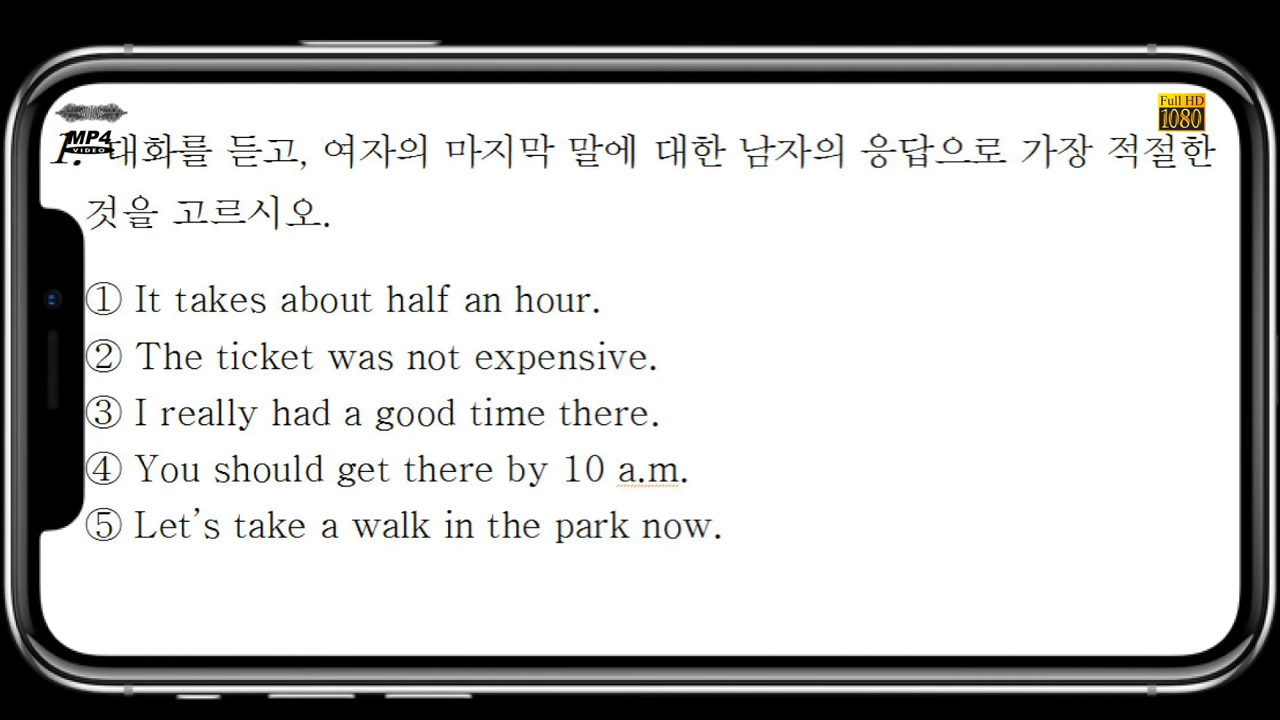 Full HD
1080
MP4
VIDEO
1. 대화를 듣고, 여자의 마지막 말에 대한 남자의 응답으로 가장 적절한
것을 고르시오.
① It takes about half an hour.
② The ticket was not expensive.
③ I really had a good time there.
④ You should get there by 10 a.m.
⑤ Let's take a walk in the park now.